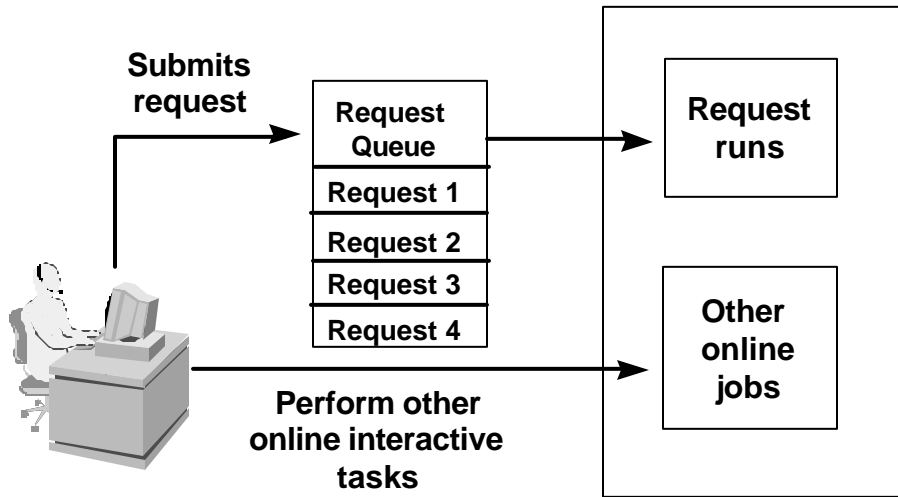 Submits
request
Request
Queue
Request 1
Request 2
Request 3
Request 4
Request
runs
Other
online
jobs
Perform other
online interactive
tasks